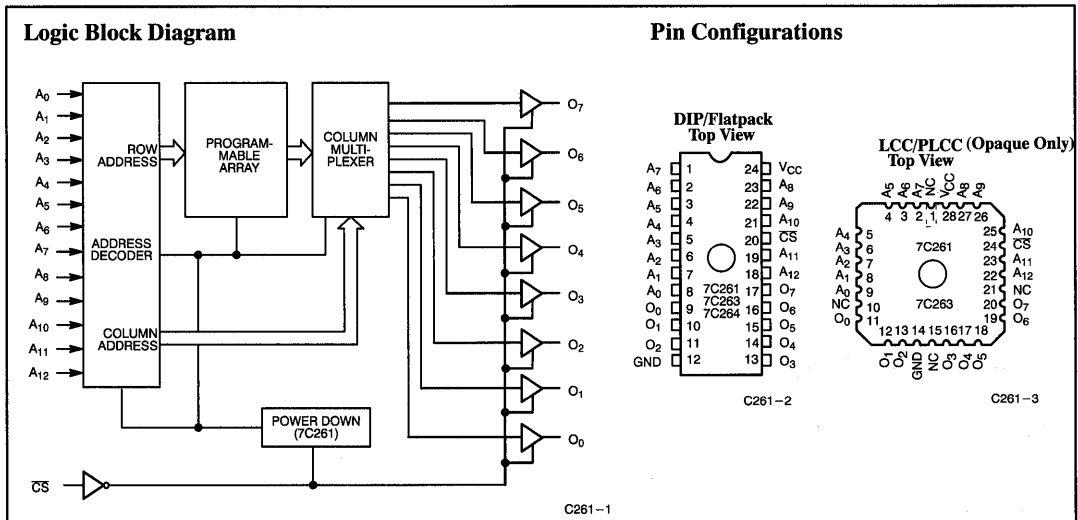 Logic Block Diagram
A0
A1
A2
A3
A4
A5
A6
A7
A8
A9
A10
A11
A12
ROW
ADDRESS
ADDRESS
DECODER
COLUMN
ADDRESS
PROGRAM-
MABLE
ARRAY
COLUMN
MULTI-
PLEXER
POWER DOWN
(7C261)
CS
O7
O6
O5
O4
O3
O2
O1
O0
C261–1
Pin Configurations
DIP/Flatpack
Top View
A7 1 24 VCC
A6 2 23 A8
A5 3 22 A9
A4 4 21 A10
A3 5 20 CS
A2 6 19 A11
A1 7 18 A12
A0 8 17 O7
O0 9 16 O6
O1 10 15 O5
O2 11 14 O4
GND 12 13 O3
7C261
7C263
7C264
C261–2
LCC/PLCC (Opaque Only)
Top View
A5 A6 A7 NC VCC A8 A9
4 3 2 1 28 27 26
A4 5 25 A10
A3 6 24 CS
A2 7 23 A11
A1 8 22 A12
A0 9 21 NC
NC 10 20 O7
O0 11 19 O6
7C261
7C263
12 13 14 15 16 17 18
O1 O2 GND NC O3 O4 O5
C261–3